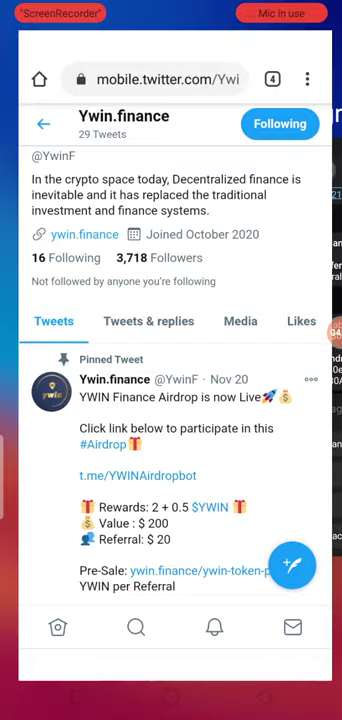 "ScreenRecorder"
Mic in use
mobile.twitter.com/Ywi
4
Ywin.finance
29 Tweets
Following
@YwinF
In the crypto space today, Decentralized finance is
inevitable and it has replaced the traditional
investment and finance systems.
ywin.finance Joined October 2020
16 Following 3,718 Followers
Not followed by anyone you're following
Tweets Tweets & replies Media Likes
Pinned Tweet
Ywin.finance @YwinF · Nov 20
YWIN Finance Airdrop is now Live🚀💰
Click link below to participate in this
#Airdrop🎁
t.me/YWINAirdropbot
🎁 Rewards: 2 + 0.5 $YWIN 🎁
💰 Value : $ 200
👥 Referral: $ 20
Pre-Sale: ywin.finance/ywin-token-p
YWIN per Referral
ywin